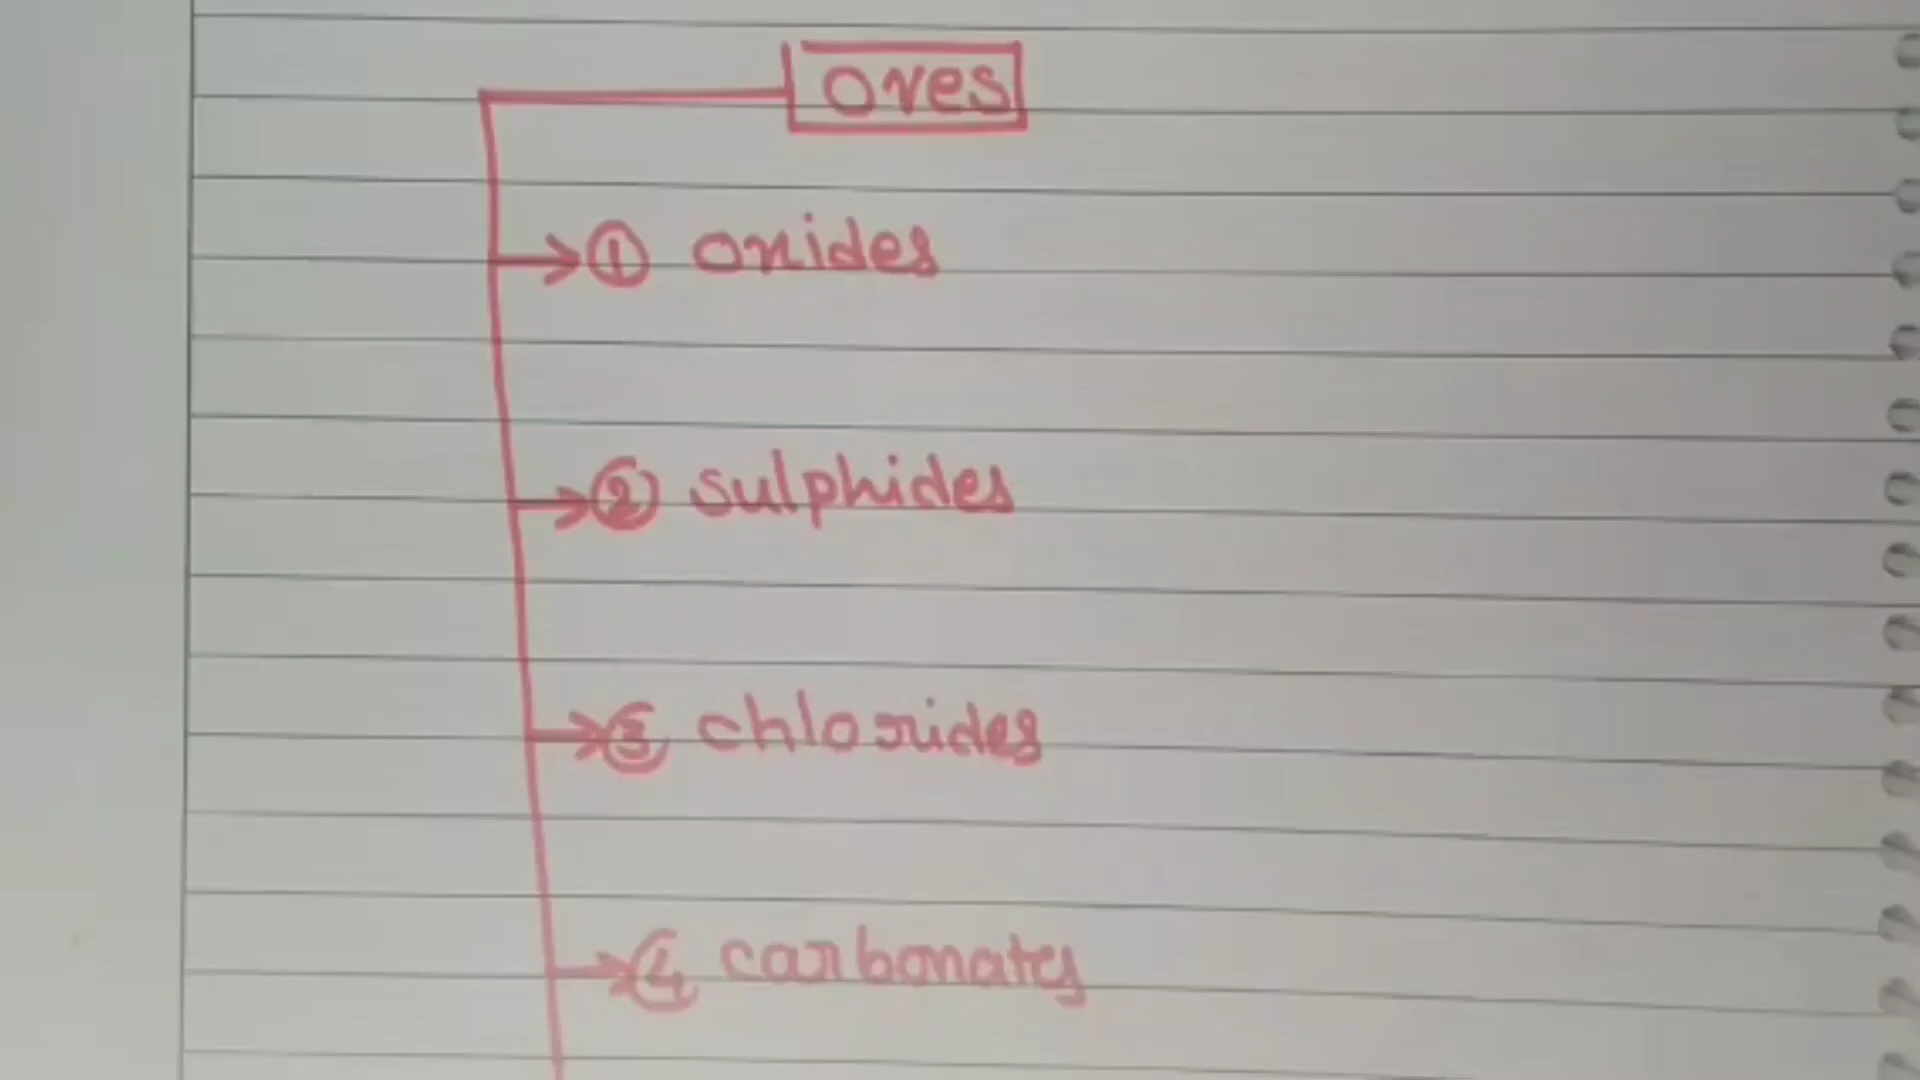 ores
① oxides
② sulphides
③ chlorides
④ carbonates